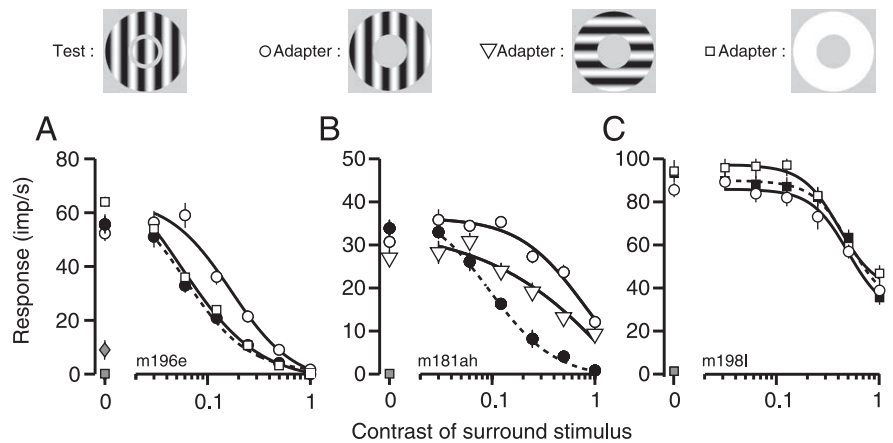 Test :
Adapter :
Adapter :
Adapter :
A
B
C
Response (imp/s)
80
60
40
20
0
m196e
0
0.1
1
50
40
30
20
10
0
m181ah
0
0.1
1
100
80
60
40
20
0
m198l
0
0.1
1
Contrast of surround stimulus